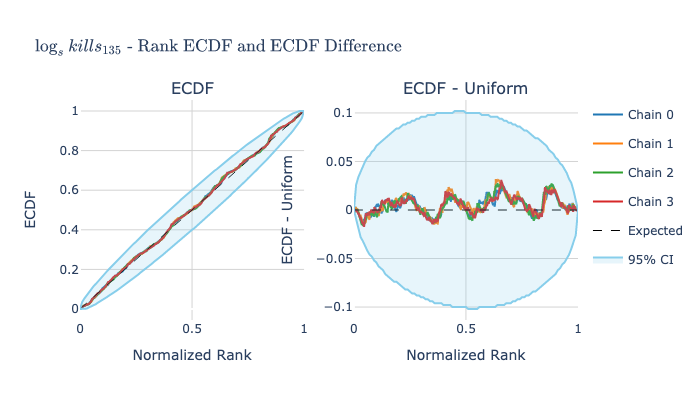 log_s kills_135 - Rank ECDF and ECDF Difference
ECDF
ECDF - Uniform
ECDF
1
0.8
0.6
0.4
0.2
0
0
0.5
1
Normalized Rank
ECDF - Uniform
0.1
0.05
0
−0.05
−0.1
0
0.5
1
Normalized Rank
Chain 0
Chain 1
Chain 2
Chain 3
Expected
95% CI